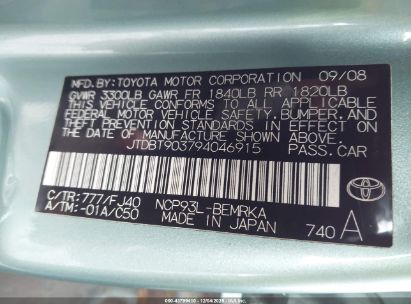 MFD. BY: TOYOTA MOTOR CORPORATION 09/08
GVWR 3300LB GAWR FR 1840LB RR 1820LB
THIS VEHICLE CONFORMS TO ALL APPLICABLE
FEDERAL MOTOR VEHICLE SAFETY, BUMPER, AND
THEFT PREVENTION STANDARDS IN EFFECT ON
THE DATE OF MANUFACTURE SHOWN ABOVE.
JTDBT903794046915 PASS. CAR
C/TR: 777/FJ40 NCP93L-BEMRKA
A/TM: -01A/C50 MADE IN JAPAN 740 A
TOYOTA